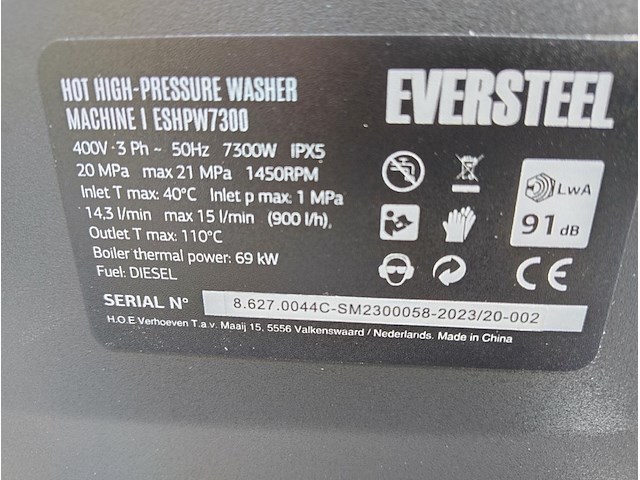 HOT HIGH-PRESSURE WASHER
MACHINE | ESHPW7300
EVERSTEEL
400V ~ 3 Ph ~ 50Hz 7300W IPX5
20 MPa max 21 MPa 1450RPM
Inlet T max: 40°C Inlet p max: 1 MPa
14,3 l/min max 15 l/min (900 l/h),
Outlet T max: 110°C
Boiler thermal power: 69 kW
Fuel: DIESEL
LWA
91 dB
CE
SERIAL N° 8.627.0044C-SM2300058-2023/20-002
H.O.E.Verhoeven T.a.v. Maaij 15, 5556 Valkenswaard / Nederlands. Made in China